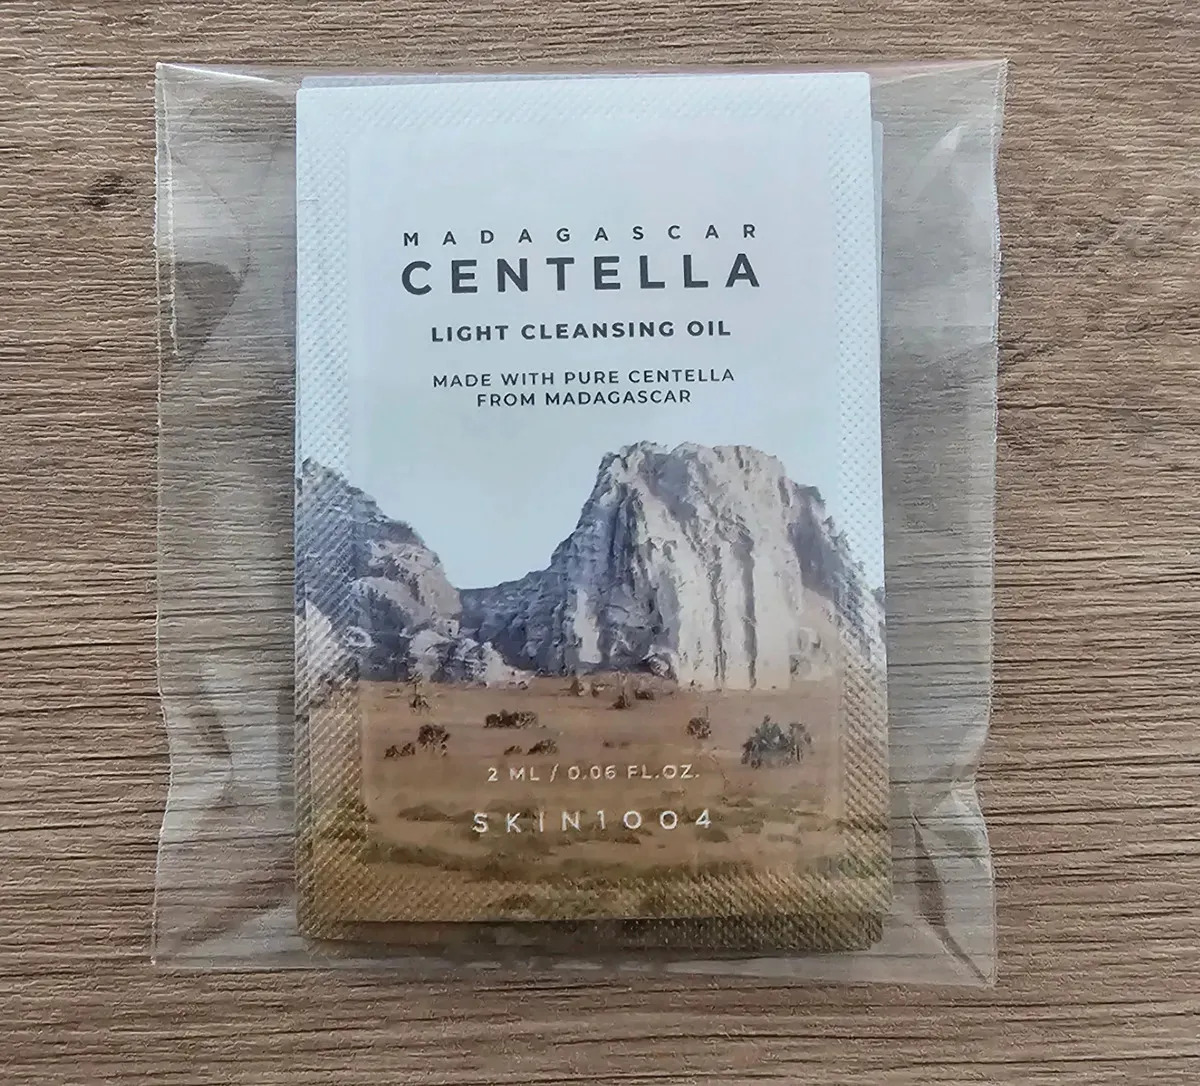 MADAGASCAR
CENTELLA
LIGHT CLEANSING OIL
MADE WITH PURE CENTELLA
FROM MADAGASCAR
2 ML / 0.06 FL.OZ.
SKIN1004